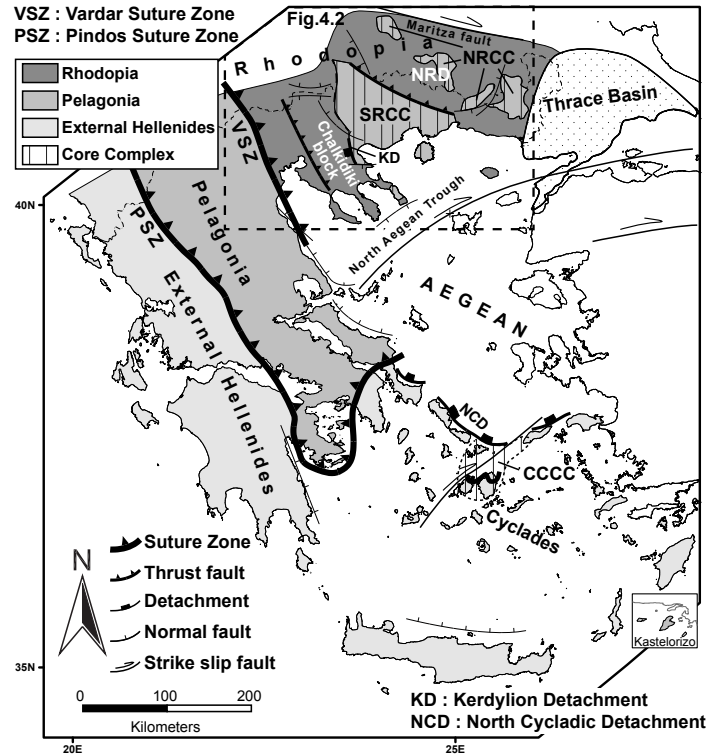 VSZ : Vardar Suture Zone
PSZ : Pindos Suture Zone
Fig.4.2
Rhodopia
Pelagonia
External Hellenides
Core Complex
Rhodopia
Maritza fault
NRCC
NRD
SRCC
Thrace Basin
VSZ
Chalkidiki
block
KD
40N
North Aegean Trough
Pelagonia
PSZ
External Hellenides
AEGEAN
NCD
CCCC
Cyclades
N
Suture Zone
Thrust fault
Detachment
Normal fault
Strike slip fault
Kastelorizo
35N
0 100 200
Kilometers
KD : Kerdylion Detachment
NCD : North Cycladic Detachment
20E
25E